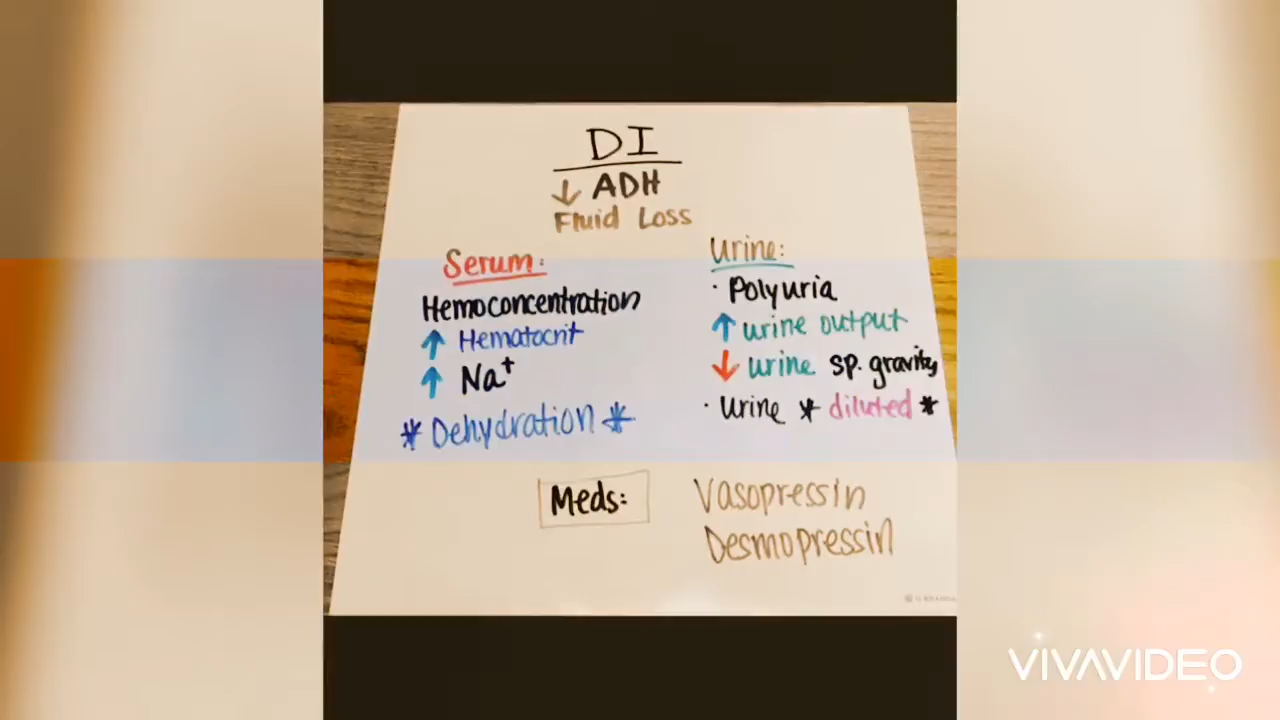 DI
↓ ADH
Fluid Loss
Serum:
Hemoconcentration
↑ Hematocrit
↑ Na⁺
* Dehydration *
Urine:
· Polyuria
↑ urine output
↓ urine sp. gravity
· Urine * diluted *
Meds:
Vasopressin
Desmopressin
VIVAVIDEO